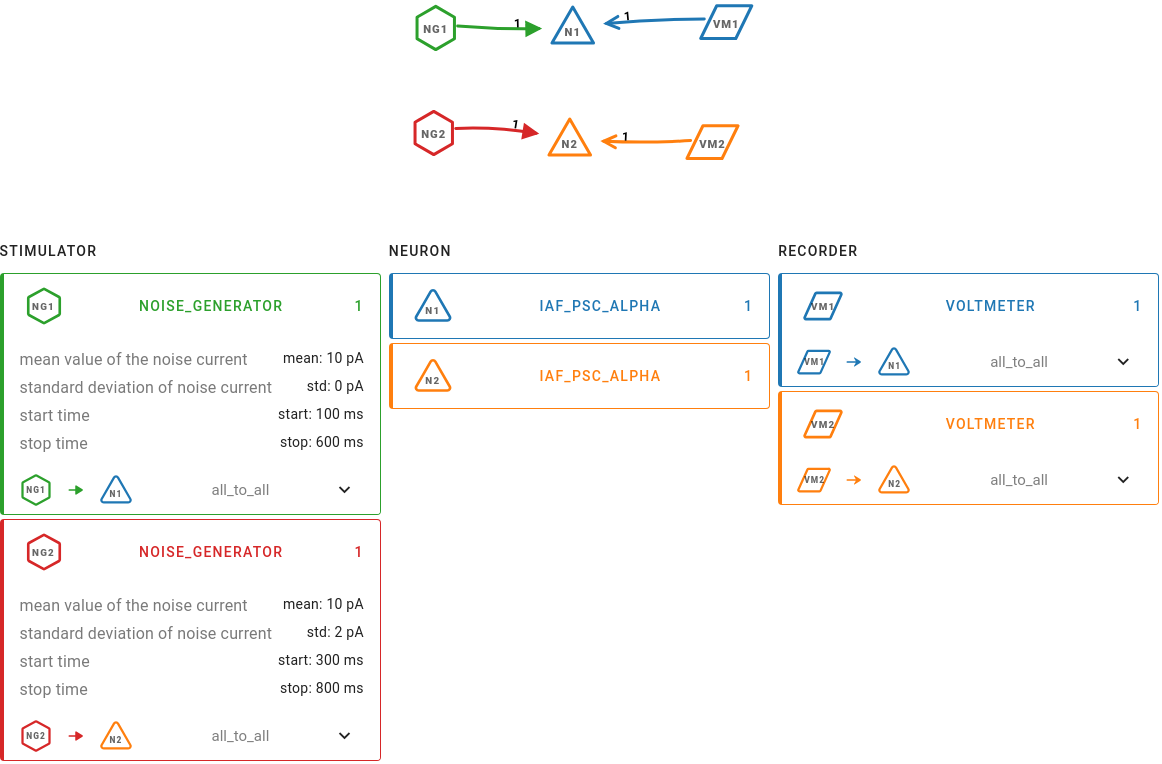 NG1 1 N1 1 VM1
NG2 1 N2 1 VM2
STIMULATOR
NG1 NOISE_GENERATOR 1
mean value of the noise current mean: 10 pA
standard deviation of noise current std: 0 pA
start time start: 100 ms
stop time stop: 600 ms
NG1 N1 all_to_all
NG2 NOISE_GENERATOR 1
mean value of the noise current mean: 10 pA
standard deviation of noise current std: 2 pA
start time start: 300 ms
stop time stop: 800 ms
NG2 N2 all_to_all
NEURON
N1 IAF_PSC_ALPHA 1
N2 IAF_PSC_ALPHA 1
RECORDER
VM1 VOLTMETER 1
VM1 N1 all_to_all
VM2 VOLTMETER 1
VM2 N2 all_to_all